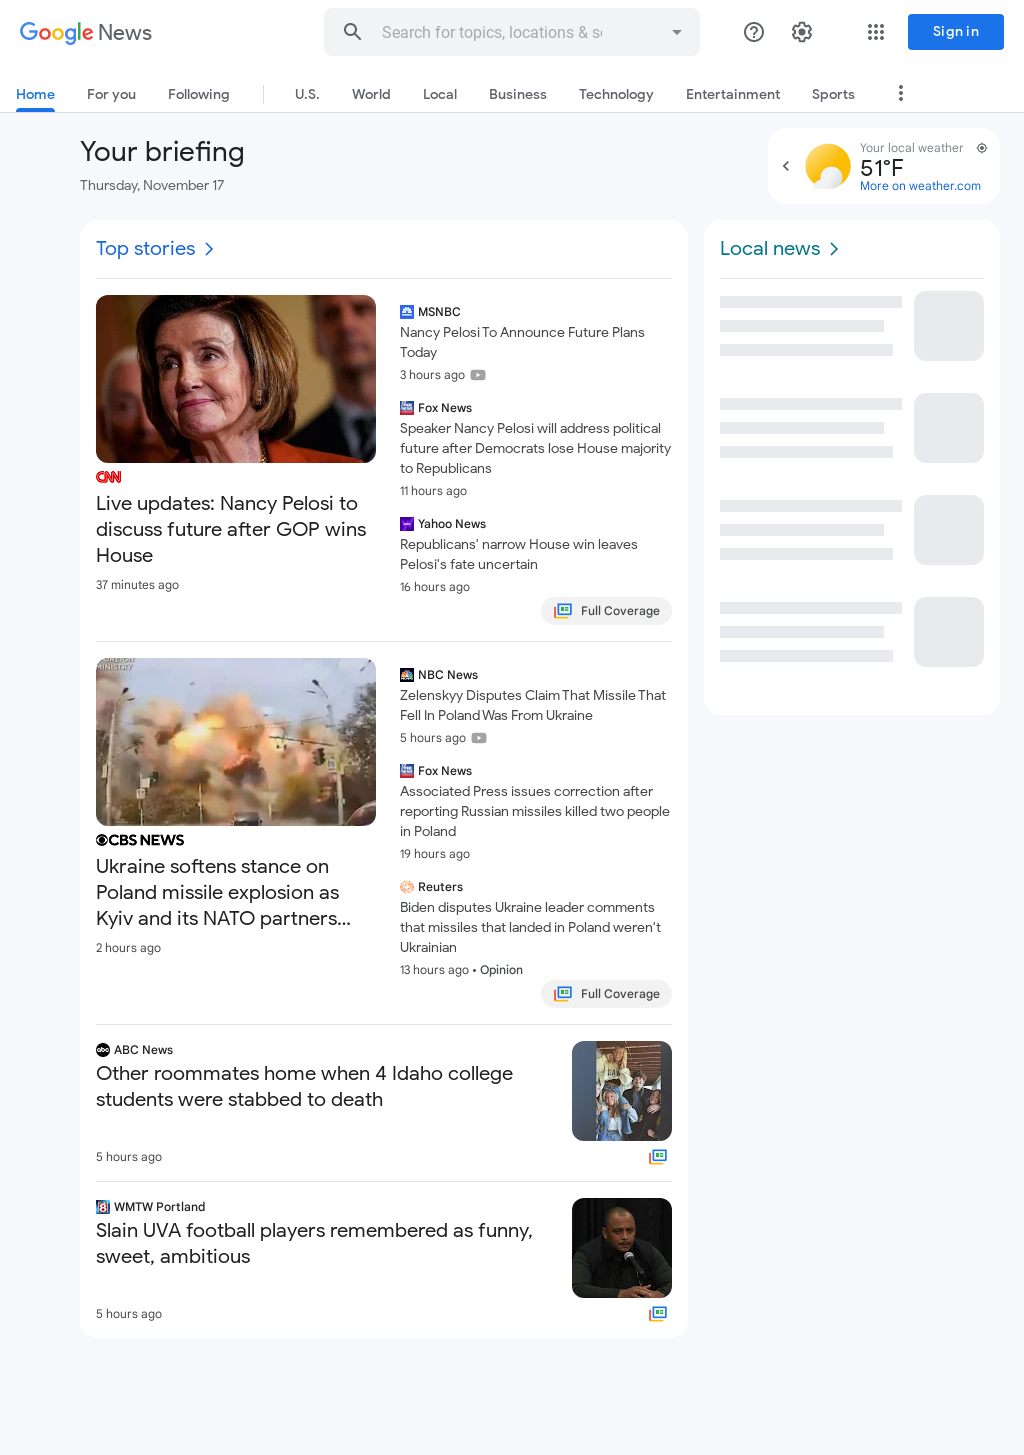 Google News
Search for topics, locations & so
Sign in
Home
For you
Following
U.S.
World
Local
Business
Technology
Entertainment
Sports
Your briefing
Thursday, November 17
Your local weather
51°F
More on weather.com
Top stories
CNN
Live updates: Nancy Pelosi to
discuss future after GOP wins
House
37 minutes ago
MSNBC
Nancy Pelosi To Announce Future Plans
Today
3 hours ago
Fox News
Speaker Nancy Pelosi will address political
future after Democrats lose House majority
to Republicans
11 hours ago
Yahoo News
Republicans' narrow House win leaves
Pelosi's fate uncertain
16 hours ago
Full Coverage
MINISTRY
CBS NEWS
Ukraine softens stance on
Poland missile explosion as
Kyiv and its NATO partners...
2 hours ago
NBC News
Zelenskyy Disputes Claim That Missile That
Fell In Poland Was From Ukraine
5 hours ago
Fox News
Associated Press issues correction after
reporting Russian missiles killed two people
in Poland
19 hours ago
Reuters
Biden disputes Ukraine leader comments
that missiles that landed in Poland weren't
Ukrainian
13 hours ago • Opinion
Full Coverage
abc ABC News
Other roommates home when 4 Idaho college
students were stabbed to death
5 hours ago
8 WMTW Portland
Slain UVA football players remembered as funny,
sweet, ambitious
5 hours ago
Local news